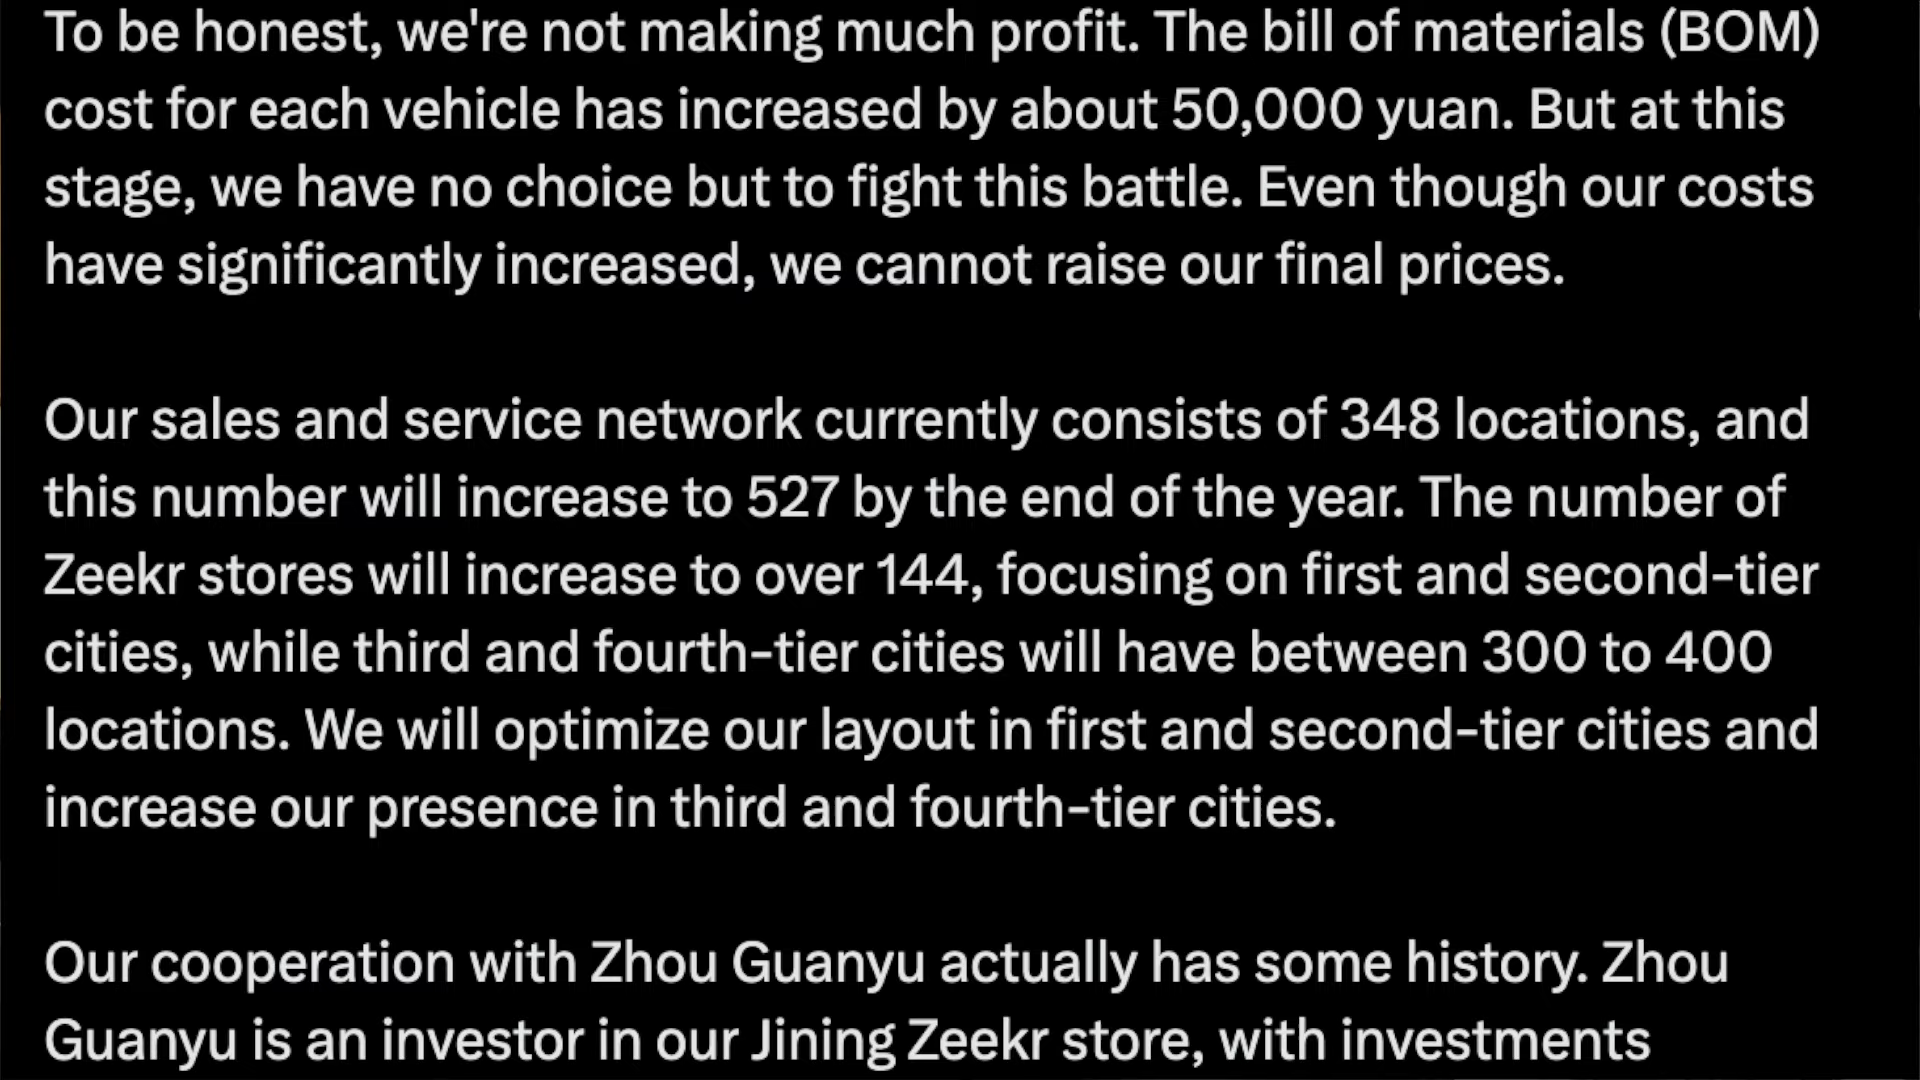 To be honest, we're not making much profit. The bill of materials (BOM)
cost for each vehicle has increased by about 50,000 yuan. But at this
stage, we have no choice but to fight this battle. Even though our costs
have significantly increased, we cannot raise our final prices.
Our sales and service network currently consists of 348 locations, and
this number will increase to 527 by the end of the year. The number of
Zeekr stores will increase to over 144, focusing on first and second-tier
cities, while third and fourth-tier cities will have between 300 to 400
locations. We will optimize our layout in first and second-tier cities and
increase our presence in third and fourth-tier cities.
Our cooperation with Zhou Guanyu actually has some history. Zhou
Guanyu is an investor in our Jining Zeekr store, with investments